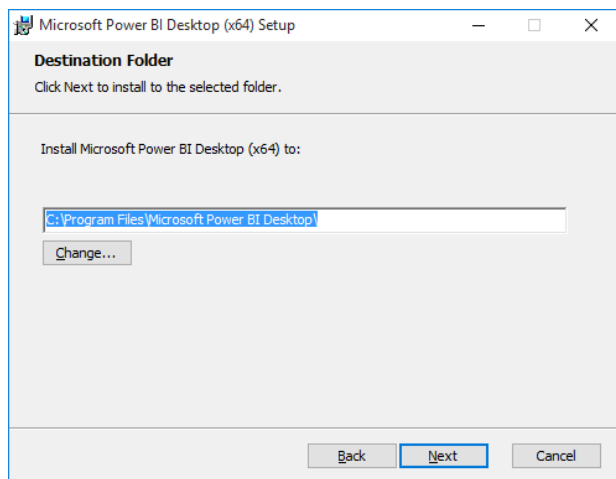 Microsoft Power BI Desktop (x64) Setup
Destination Folder
Click Next to install to the selected folder.
Install Microsoft Power BI Desktop (x64) to:
C:\Program Files\Microsoft Power BI Desktop\
Change...
Back Next Cancel